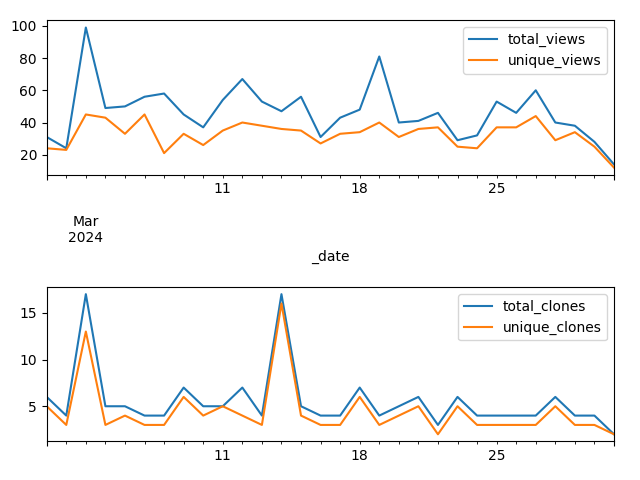 100
80
60
40
20
total_views
unique_views
11
18
25
Mar
2024
_date
15
10
5
total_clones
unique_clones
11
18
25